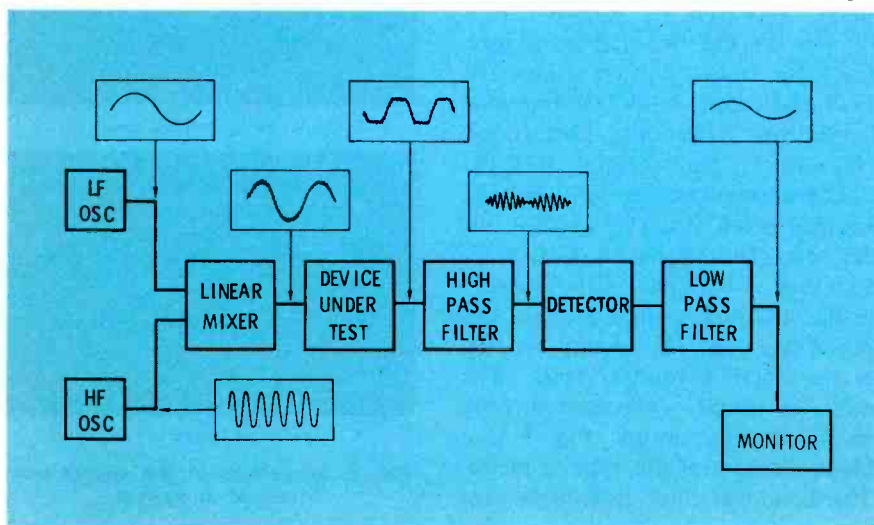 LF
OSC
LINEAR
MIXER
DEVICE
UNDER
TEST
HIGH
PASS
FILTER
DETECTOR
LOW
PASS
FILTER
HF
OSC
MONITOR